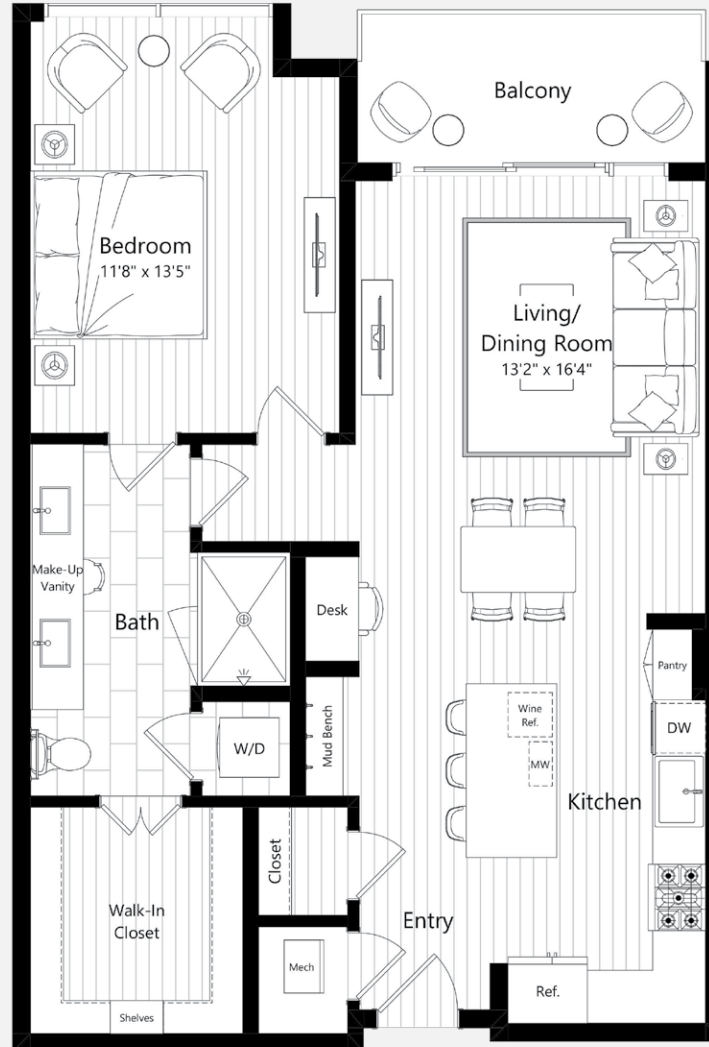 Balcony
Bedroom
11'8" x 13'5"
Living/
Dining Room
13'2" x 16'4"
Make-Up
Vanity
Bath
Desk
Pantry
Wine
Ref.
DW
W/D
Mud Bench
MW
Kitchen
Closet
Walk-In
Closet
Entry
Mech
Ref.
Shelves